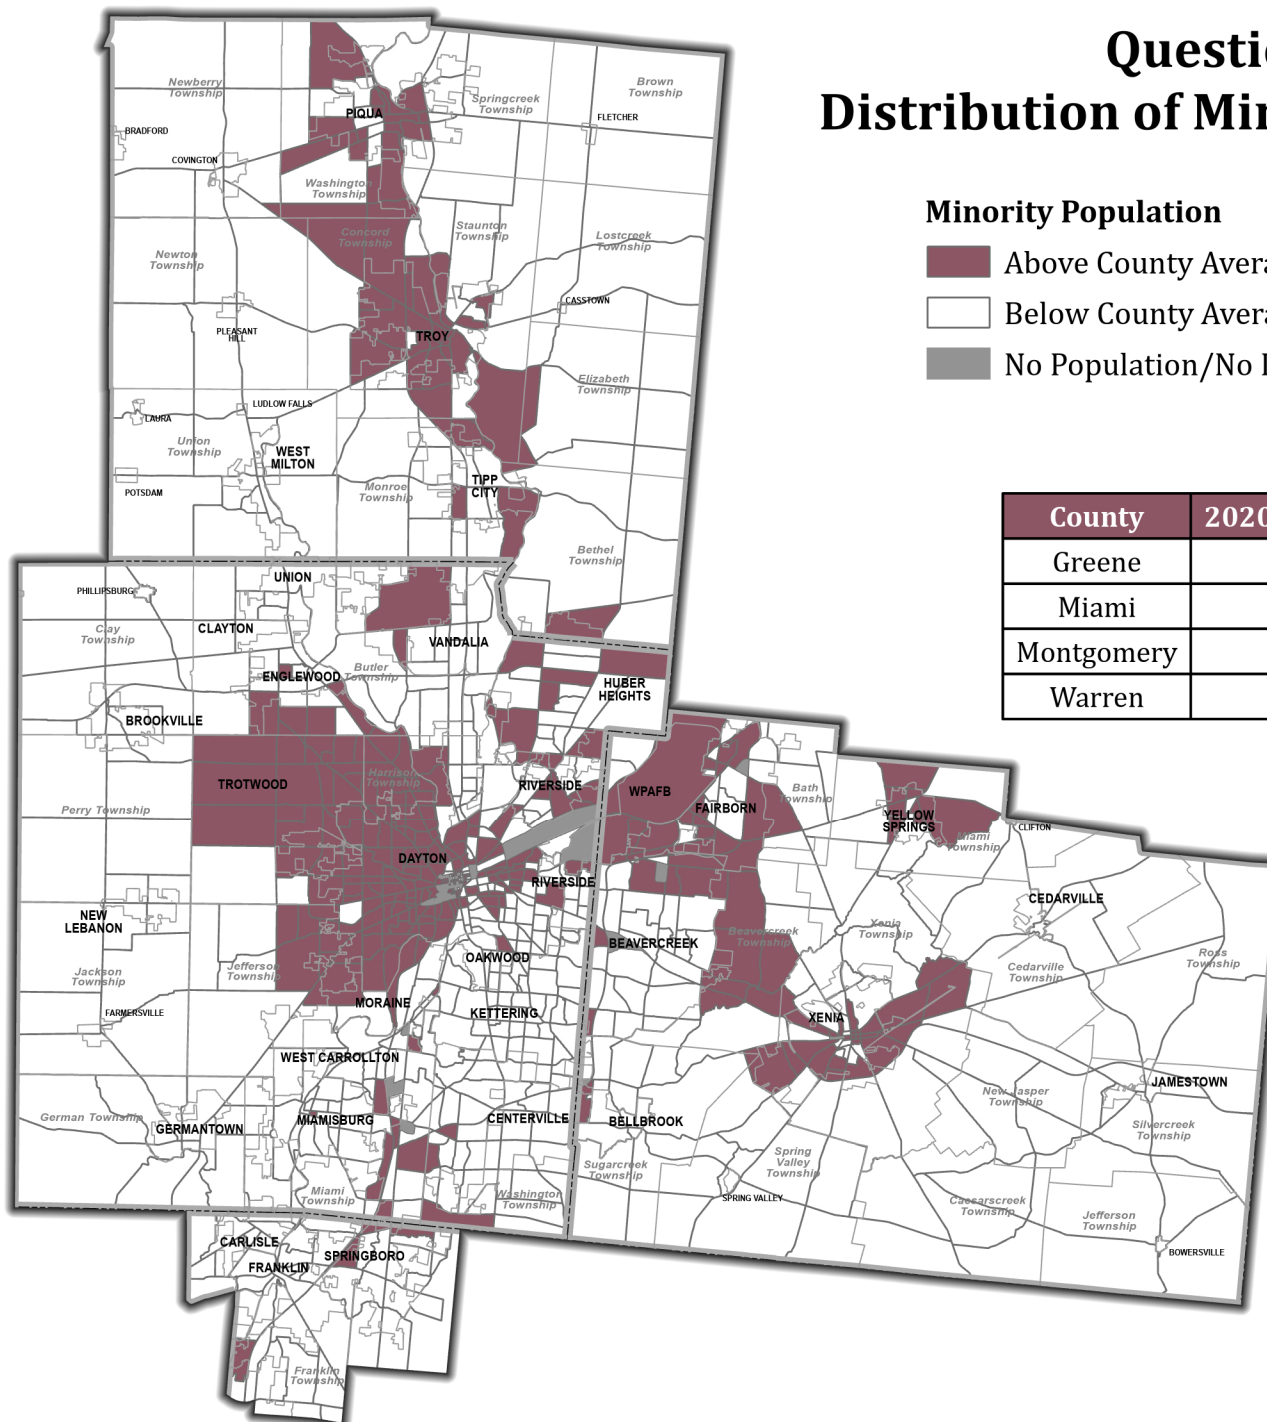 Questi
Distribution of Mi
Minority Population
Above County Avera
Below County Avera
No Population/No
County 2020
Greene
Miami
Montgomery
Warren
Newberry
Township
Brown
Township
Springcreek
Township
PIQUA
FLETCHER
BRADFORD
COVINGTON
Washington
Township
Concord
Township
Staunton
Township
Lostcreek
Township
Newton
Township
CASSTOWN
PLEASANT
HILL
TROY
Elizabeth
Township
LUDLOW FALLS
LAURA
Union
Township
WEST
MILTON
Monroe
Township
TIPP
CITY
POTSDAM
Bethel
Township
UNION
PHILLIPSBURG
Clay
Township
CLAYTON
VANDALIA
ENGLEWOOD
Butler
Township
HUBER
HEIGHTS
BROOKVILLE
TROTWOOD
Harrison
Township
RIVERSIDE
WPAFB
FAIRBORN
Bath
Township
Perry Township
YELLOW
SPRINGS
Miami
Township
CLIFTON
DAYTON
RIVERSIDE
NEW
LEBANON
CEDARVILLE
Beavercreek
Township
Xenia
Township
BEAVERCREEK
OAKWOOD
Jackson
Township
Jefferson
Township
Cedarville
Township
Ross
Township
MORAINE
FARMERSVILLE
KETTERING
XENIA
WEST CARROLLTON
JAMESTOWN
New Jasper
Township
German Township
GERMANTOWN
MIAMISBURG
CENTERVILLE
BELLBROOK
Silvercreek
Township
Sugarcreek
Township
Spring
Valley
Township
Miami
Township
Washington
Township
SPRING VALLEY
Caesarscreek
Township
Jefferson
Township
CARLISLE
FRANKLIN
SPRINGBORO
BOWERSVILLE
Franklin
Township